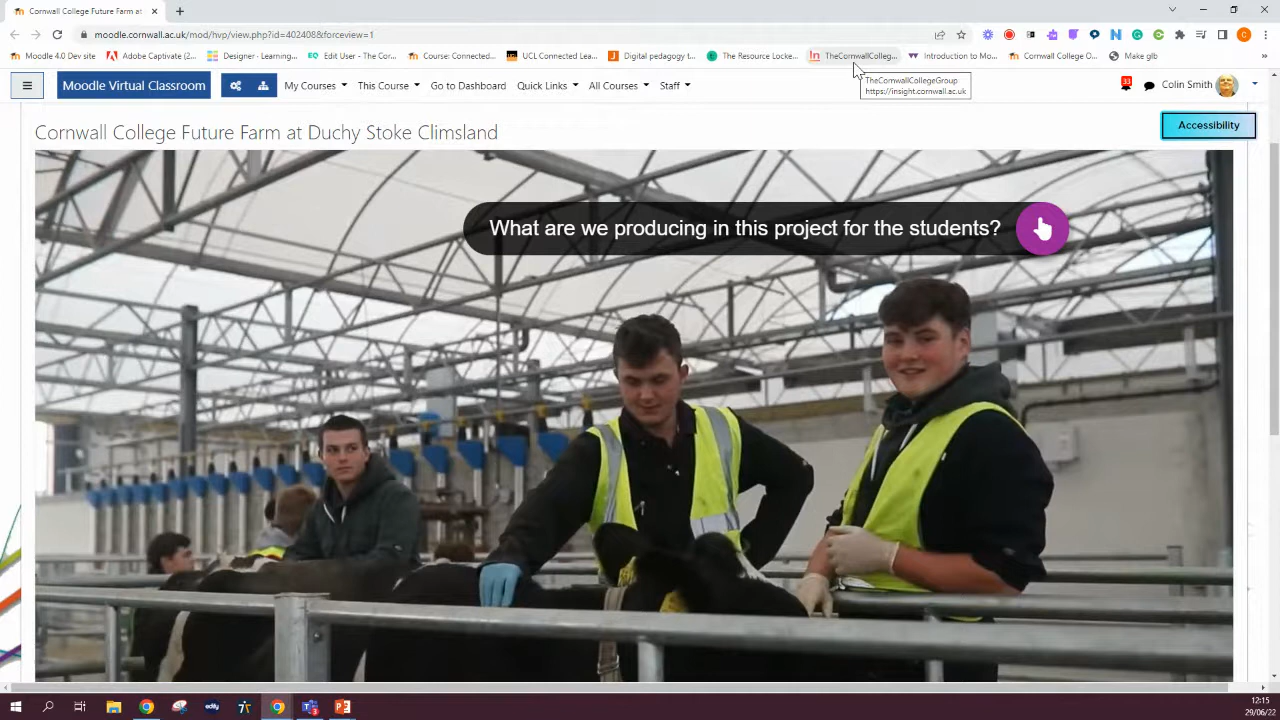 Cornwall College Future Farm at
moodle.cornwall.ac.uk/mod/hvp/view.php?id=402408&forceview=1
Moodle 4.0 Dev site
Adobe Captivate (2...
Designer - Learning...
Edit User - The Cor...
Course: Connected...
UCL Connected Lea...
Digital pedagogy t...
The Resource Locke...
TheCornwallColleg...
Introduction to Mo...
Cornwall College O...
Make glb
TheCornwallCollegeGroup
https://insight.cornwall.ac.uk
Moodle Virtual Classroom
My Courses
This Course
Go to Dashboard
Quick Links
All Courses
Staff
33
Colin Smith
Cornwall College Future Farm at Duchy Stoke Climsland
Accessibility
What are we producing in this project for the students?
12:15
29/06/22